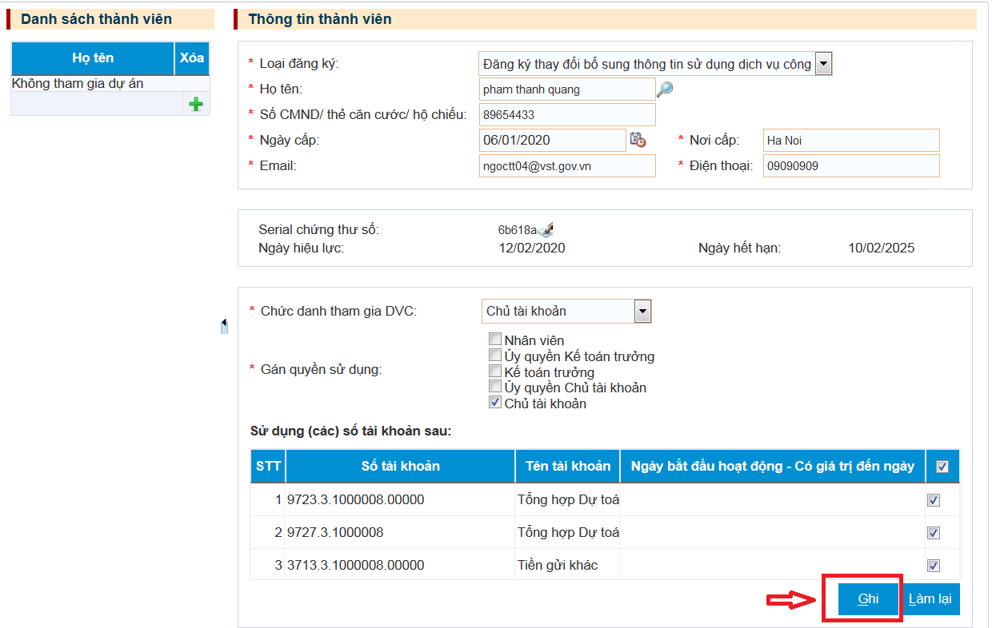 Danh sách thành viên
Họ tên Xóa
Không tham gia dự án
Thông tin thành viên
* Loại đăng ký: Đăng ký thay đổi bổ sung thông tin sử dụng dịch vụ công
* Họ tên: pham thanh quang
* Số CMND/ thẻ căn cước/ hộ chiếu: 89654433
* Ngày cấp: 06/01/2020 * Nơi cấp: Ha Noi
* Email: ngoctt04@vst.gov.vn * Điện thoại: 09090909
Serial chứng thư số: 6b618a
Ngày hiệu lực: 12/02/2020 Ngày hết hạn: 10/02/2025
* Chức danh tham gia DVC: Chủ tài khoản
* Gán quyền sử dụng:
Nhân viên
Ủy quyền Kế toán trưởng
Kế toán trưởng
Ủy quyền Chủ tài khoản
Chủ tài khoản
Sử dụng (các) số tài khoản sau:
STT Số tài khoản Tên tài khoản Ngày bắt đầu hoạt động - Có giá trị đến ngày
1 9723.3.1000008.00000 Tổng hợp Dự toá
2 9727.3.1000008 Tổng hợp Dự toá
3 3713.3.1000008.00000 Tiền gửi khác
Ghi Làm lại